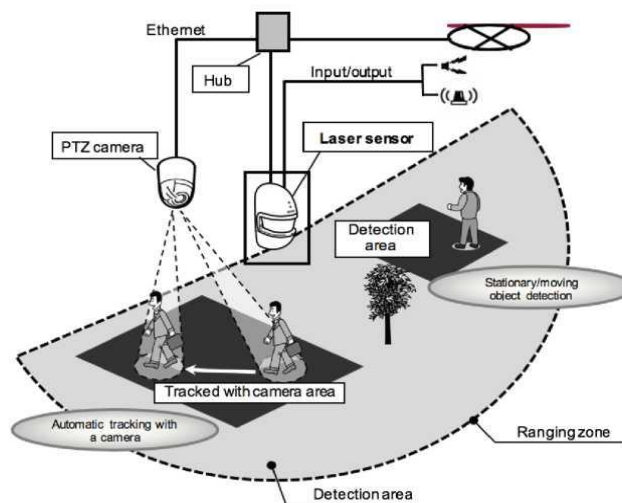 Ethernet
Hub
Input/output
Laser sensor
PTZ camera
Detection
area
Stationary/moving
object detection
Tracked with camera area
Automatic tracking with
a camera
Ranging zone
Detection area